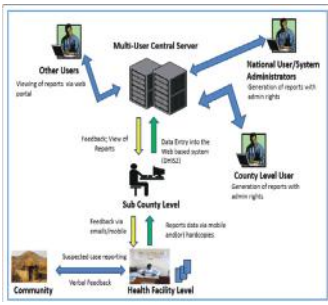 Multi-User Central Server
Other Users
Viewing of reports via web
portal
National User/System
Administrators
Generation of reports with
admin rights
Feedback; View of
Reports
Data Entry into the
Web based system
(DHIS2)
County Level User
Generation of reports with
admin rights
Sub County Level
Feedback via
emails/mobile
Reports data via mobile
and(or) hardcopies.
Suspected case reporting
Verbal Feedback
Community
Health Facility Level